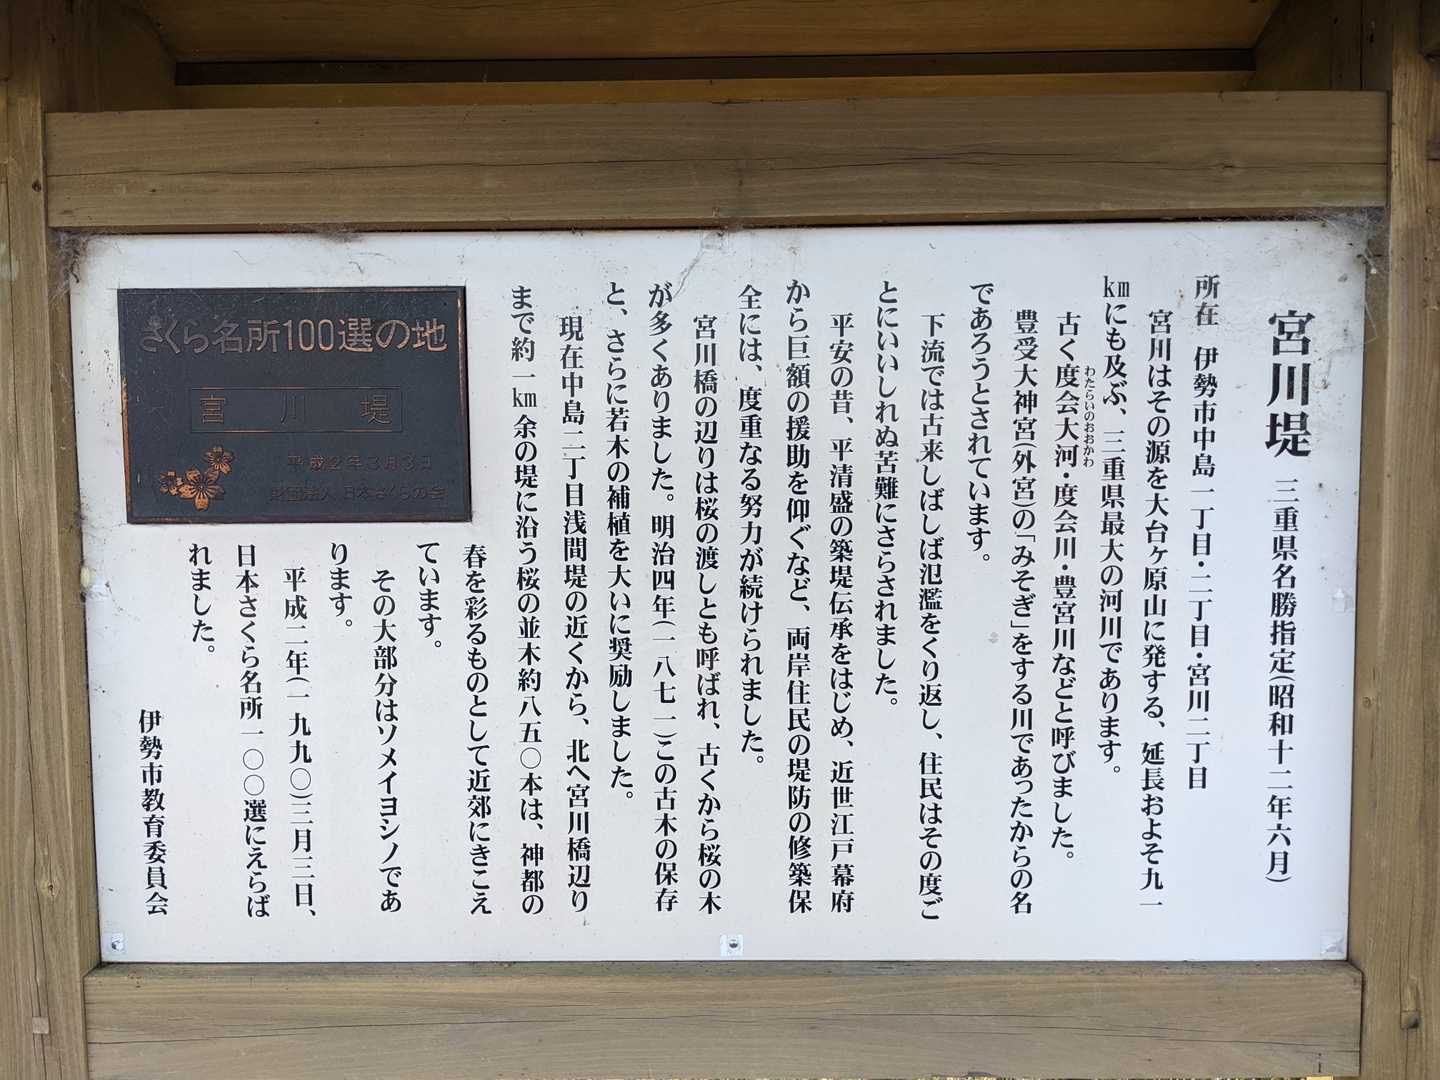 宮川堤　三重県名勝指定(昭和十二年六月)
所在　伊勢市中島一丁目・二丁目・宮川二丁目
宮川はその源を大台ヶ原山に発する、延長およそ九一
kmにも及ぶ、三重県最大の河川であります。
古く度会大河・度会川・豊宮川などと呼びました。
わたらいのおおかわ
豊受大神宮(外宮)の「みそぎ」をする川であったからの名
であろうとされています。
下流では古来しばしば氾濫をくり返し、住民はその度ご
とにいいしれぬ苦難にさらされました。
平安の昔、平清盛の築堤伝承をはじめ、近世江戸幕府
から巨額の援助を仰ぐなど、両岸住民の堤防の修築保
全には、度重なる努力が続けられました。
宮川橋の辺りは桜の渡しとも呼ばれ、古くから桜の木
が多くありました。明治四年(一八七一)この古木の保存
と、さらに若木の補植を大いに奨励しました。
現在中島二丁目浅間堤の近くから、北へ宮川橋辺り
まで約一km余の堤に沿う桜の並木約八五〇本は、神都の
春を彩るものとして近郊にきこえ
ています。
その大部分はソメイヨシノであ
ります。
平成二年(一九九〇)三月三日、
日本さくら名所一〇〇選にえらば
れました。
伊勢市教育委員会
さくら名所100選の地
宮川堤
平成2年3月3日
財団法人 日本さくらの会